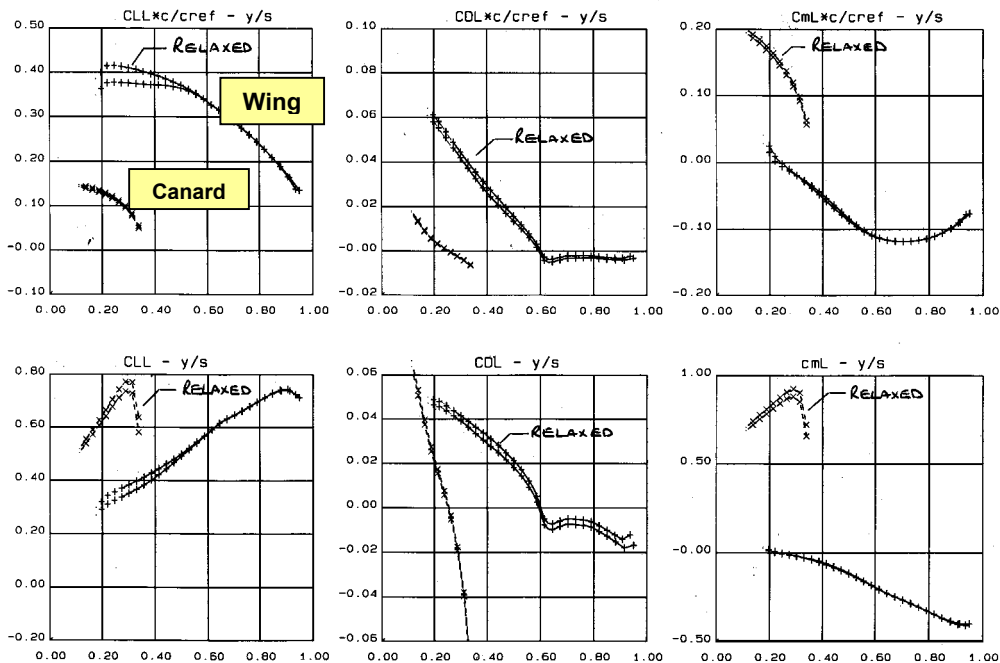 CLL*c/cref - y/s
0.50
0.40
0.30
0.20
0.10
-0.00
-0.10
0.00 0.20 0.40 0.60 0.80 1.00
RELAXED
Wing
Canard
CDL*c/cref - y/s
0.10
0.08
0.06
0.04
0.02
-0.00
-0.02
0.00 0.20 0.40 0.60 0.80 1.00
RELAXED
CmL*c/cref - y/s
0.20
0.10
0.00
-0.10
-0.20
0.00 0.20 0.40 0.60 0.80 1.00
RELAXED
CLL - y/s
0.80
0.60
0.40
0.20
0.00
-0.20
0.00 0.20 0.40 0.60 0.80 1.00
RELAXED
CDL - y/s
0.06
0.04
0.02
0.00
-0.02
-0.04
-0.06
0.00 0.20 0.40 0.60 0.80 1.00
RELAXED
cmL - y/s
1.00
0.50
-0.00
-0.50
0.00 0.20 0.40 0.60 0.80 1.00
RELAXED